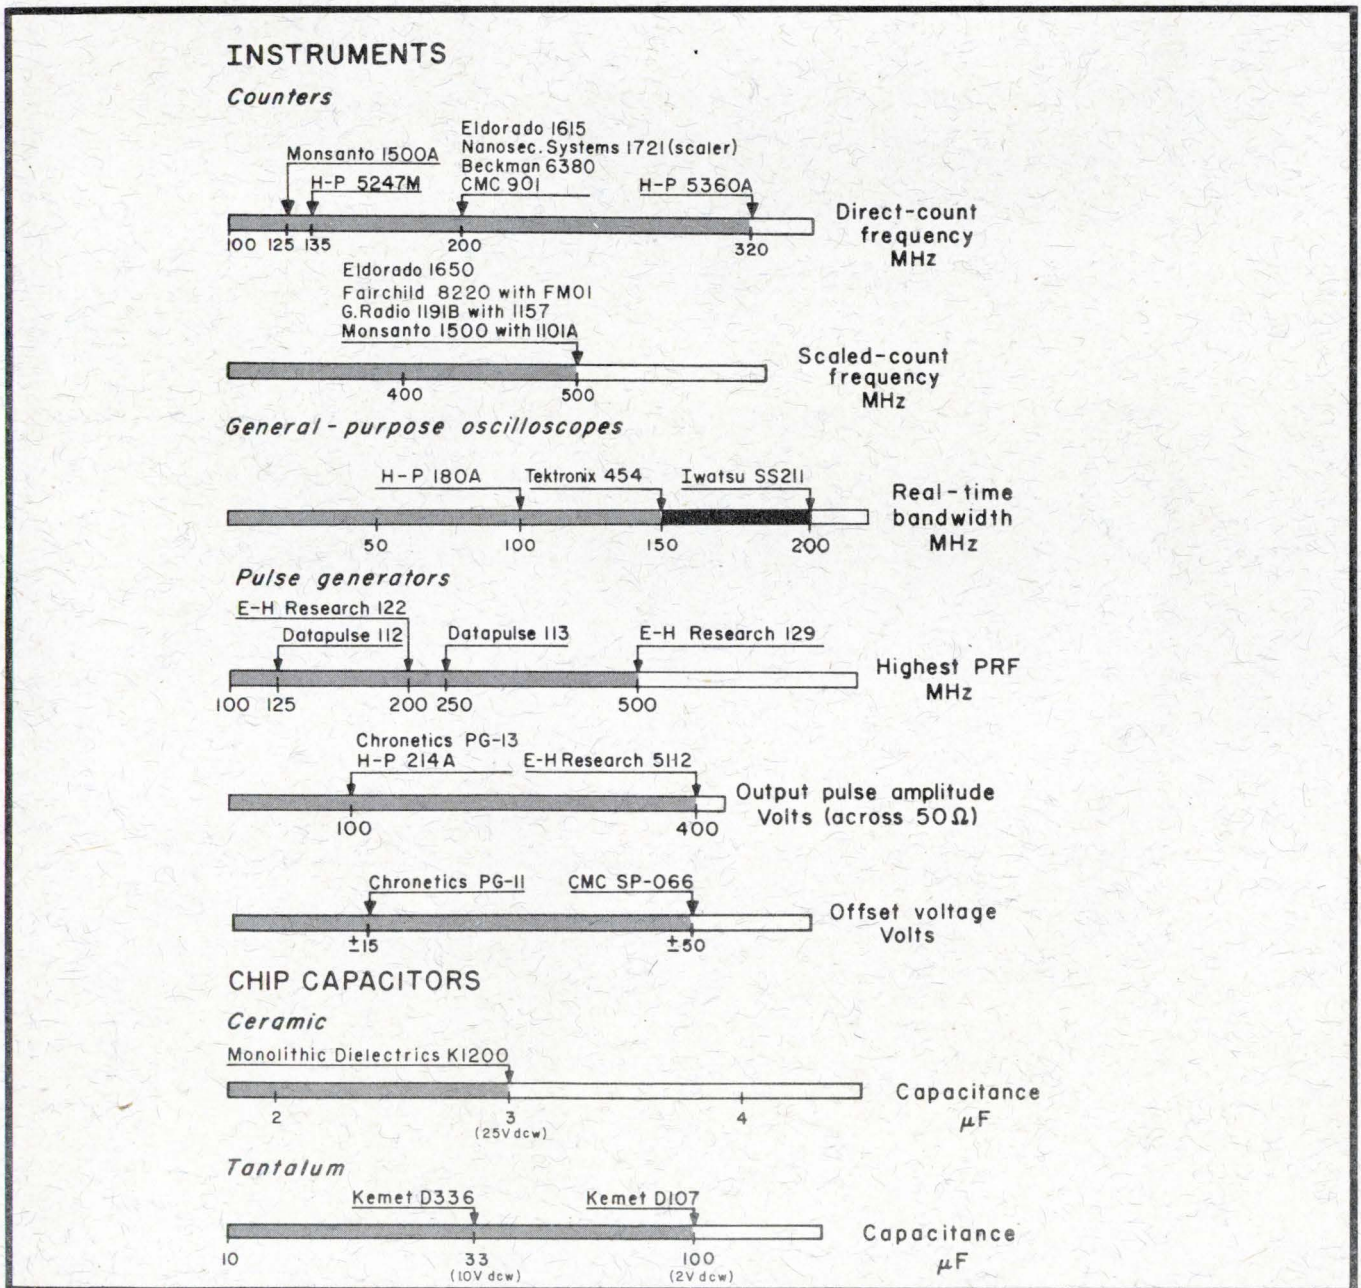 INSTRUMENTS
Counters
Eldorado 1615
Nanosec. Systems 1721 (scaler)
Beckman 6380
CMC 901
Monsanto 1500A
H-P 5247M
H-P 5360A
100 125 135 200 320
Direct-count
frequency
MHz
Eldorado 1650
Fairchild 8220 with FM01
G. Radio 1191B with 1157
Monsanto 1500 with 1101A
400 500
Scaled-count
frequency
MHz
General-purpose oscilloscopes
H-P 180A Tektronix 454 Iwatsu SS211
50 100 150 200
Real-time
bandwidth
MHz
Pulse generators
E-H Research 122
Datapulse 112 Datapulse 113 E-H Research 129
100 125 200 250 500
Highest PRF
MHz
Chronetics PG-13
H-P 214A E-H Research 5112
100 400
Output pulse amplitude
Volts (across 50Ω)
Chronetics PG-11 CMC SP-066
±15 ±50
Offset voltage
Volts
CHIP CAPACITORS
Ceramic
Monolithic Dielectrics K1200
2 3 4
(25V dcw)
Capacitance
μF
Tantalum
Kemet D336 Kemet D107
10 33 100
(10V dcw) (2V dcw)
Capacitance
μF